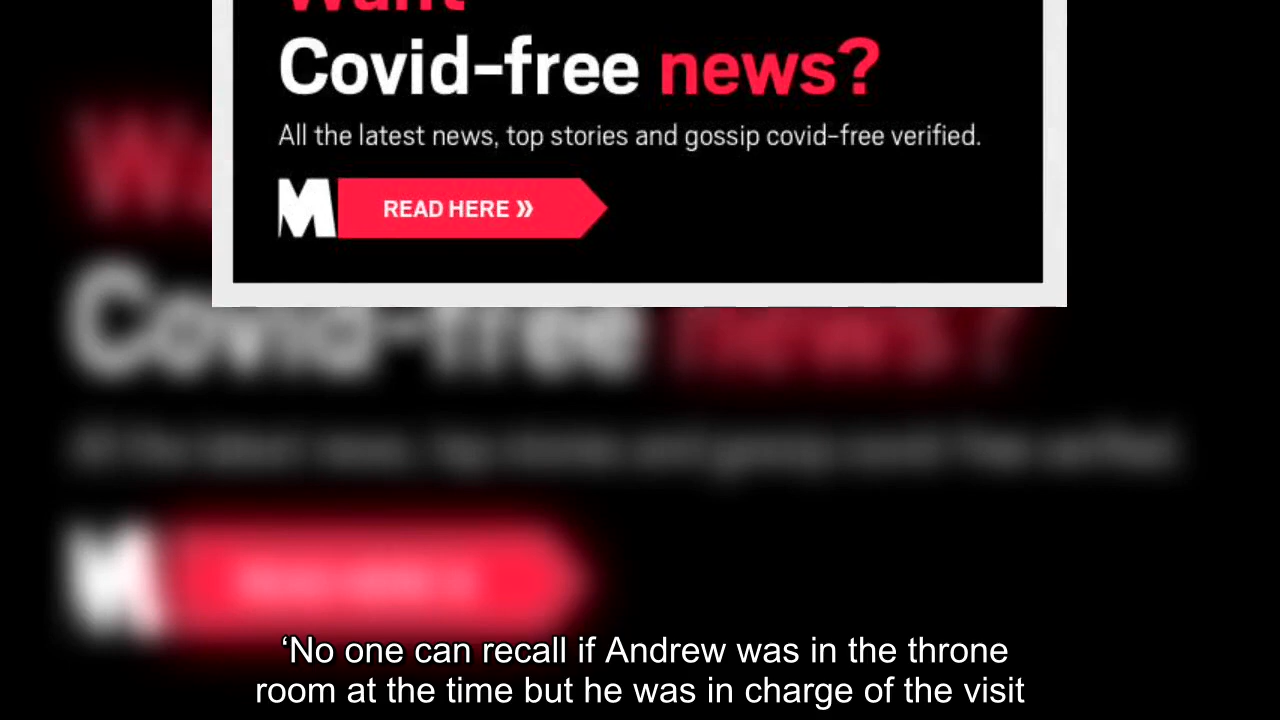 Want
Covid-free news?
All the latest news, top stories and gossip covid-free verified.
M READ HERE »
‘No one can recall if Andrew was in the throne
room at the time but he was in charge of the visit